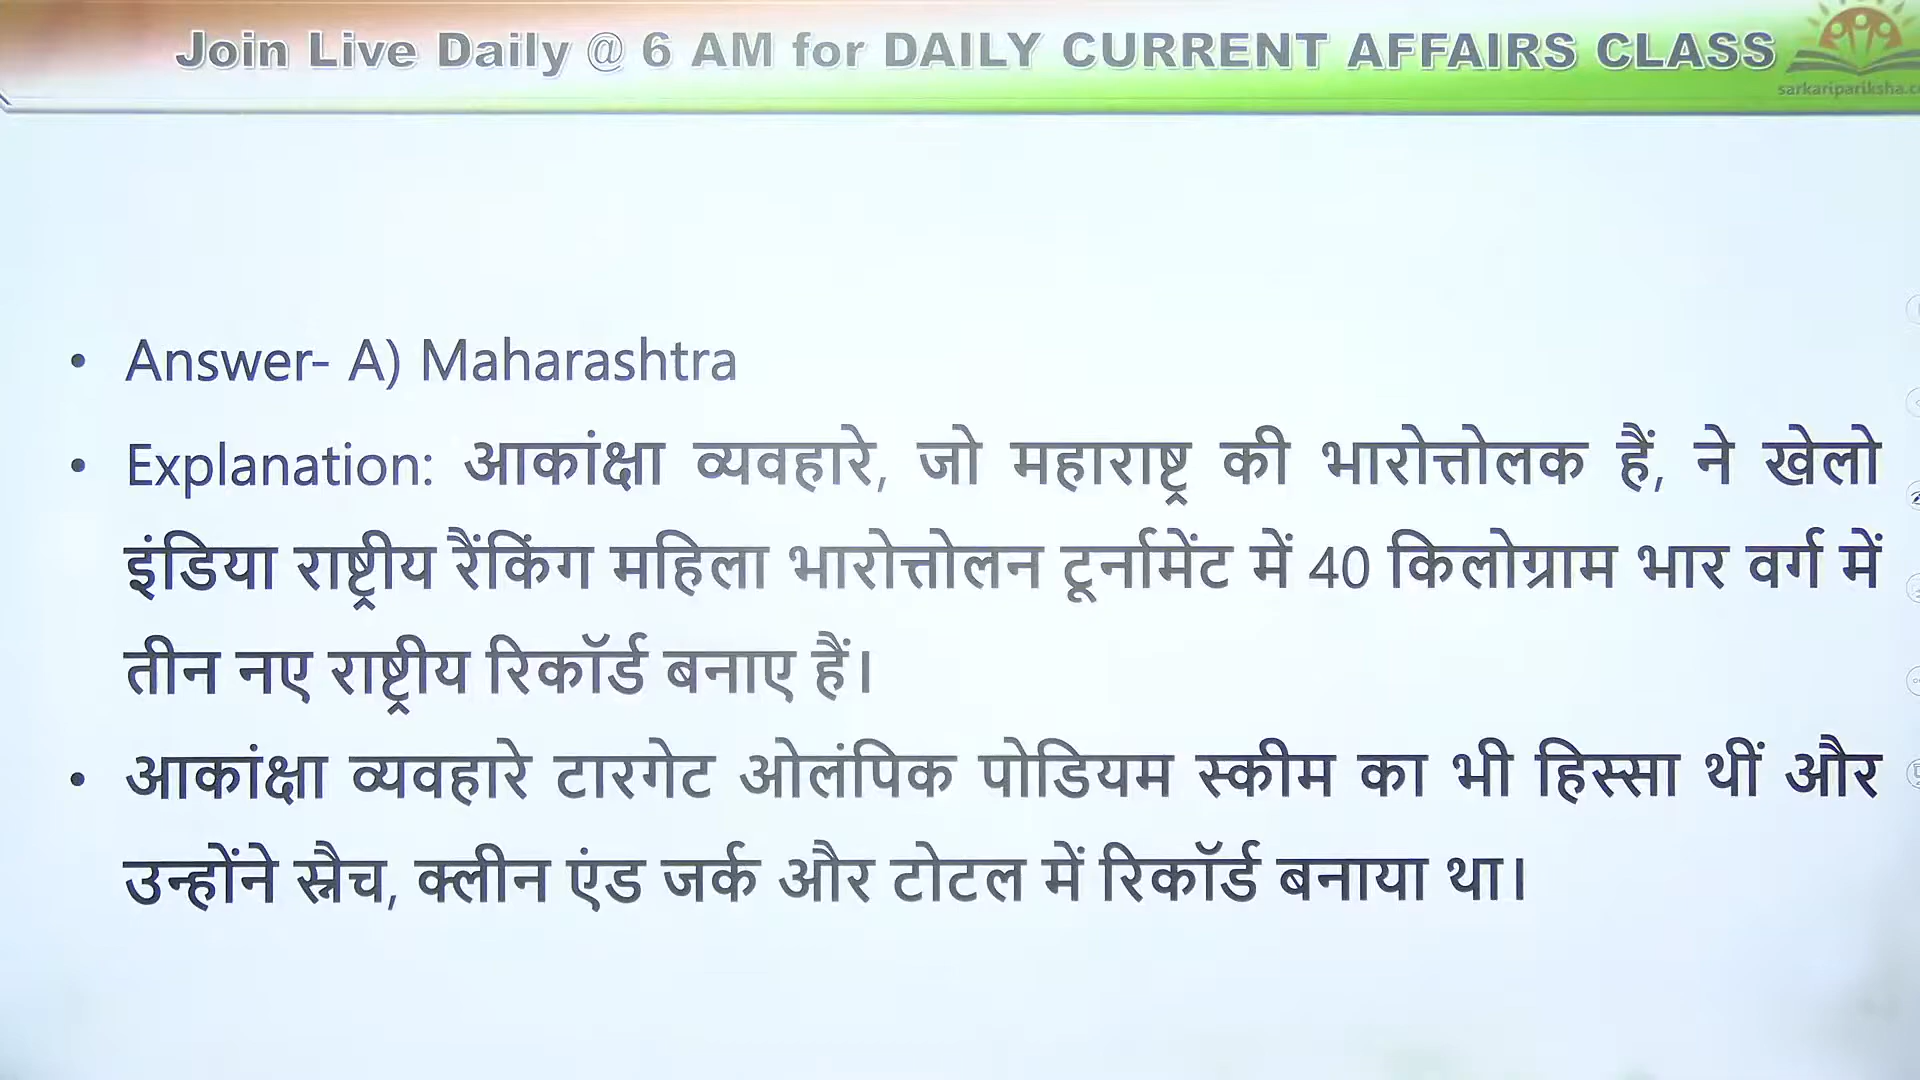 Join Live Daily @ 6 AM for DAILY CURRENT AFFAIRS CLASS
• Answer- A) Maharashtra
• Explanation: आकांक्षा व्यवहारे, जो महाराष्ट्र की भारोत्तोलक हैं, ने खेलो
इंडिया राष्ट्रीय रैंकिंग महिला भारोत्तोलन टूर्नामेंट में 40 किलोग्राम भार वर्ग में
तीन नए राष्ट्रीय रिकॉर्ड बनाए हैं।
• आकांक्षा व्यवहारे टारगेट ओलंपिक पोडियम स्कीम का भी हिस्सा थीं और
उन्होंने स्नैच, क्लीन एंड जर्क और टोटल में रिकॉर्ड बनाया था।